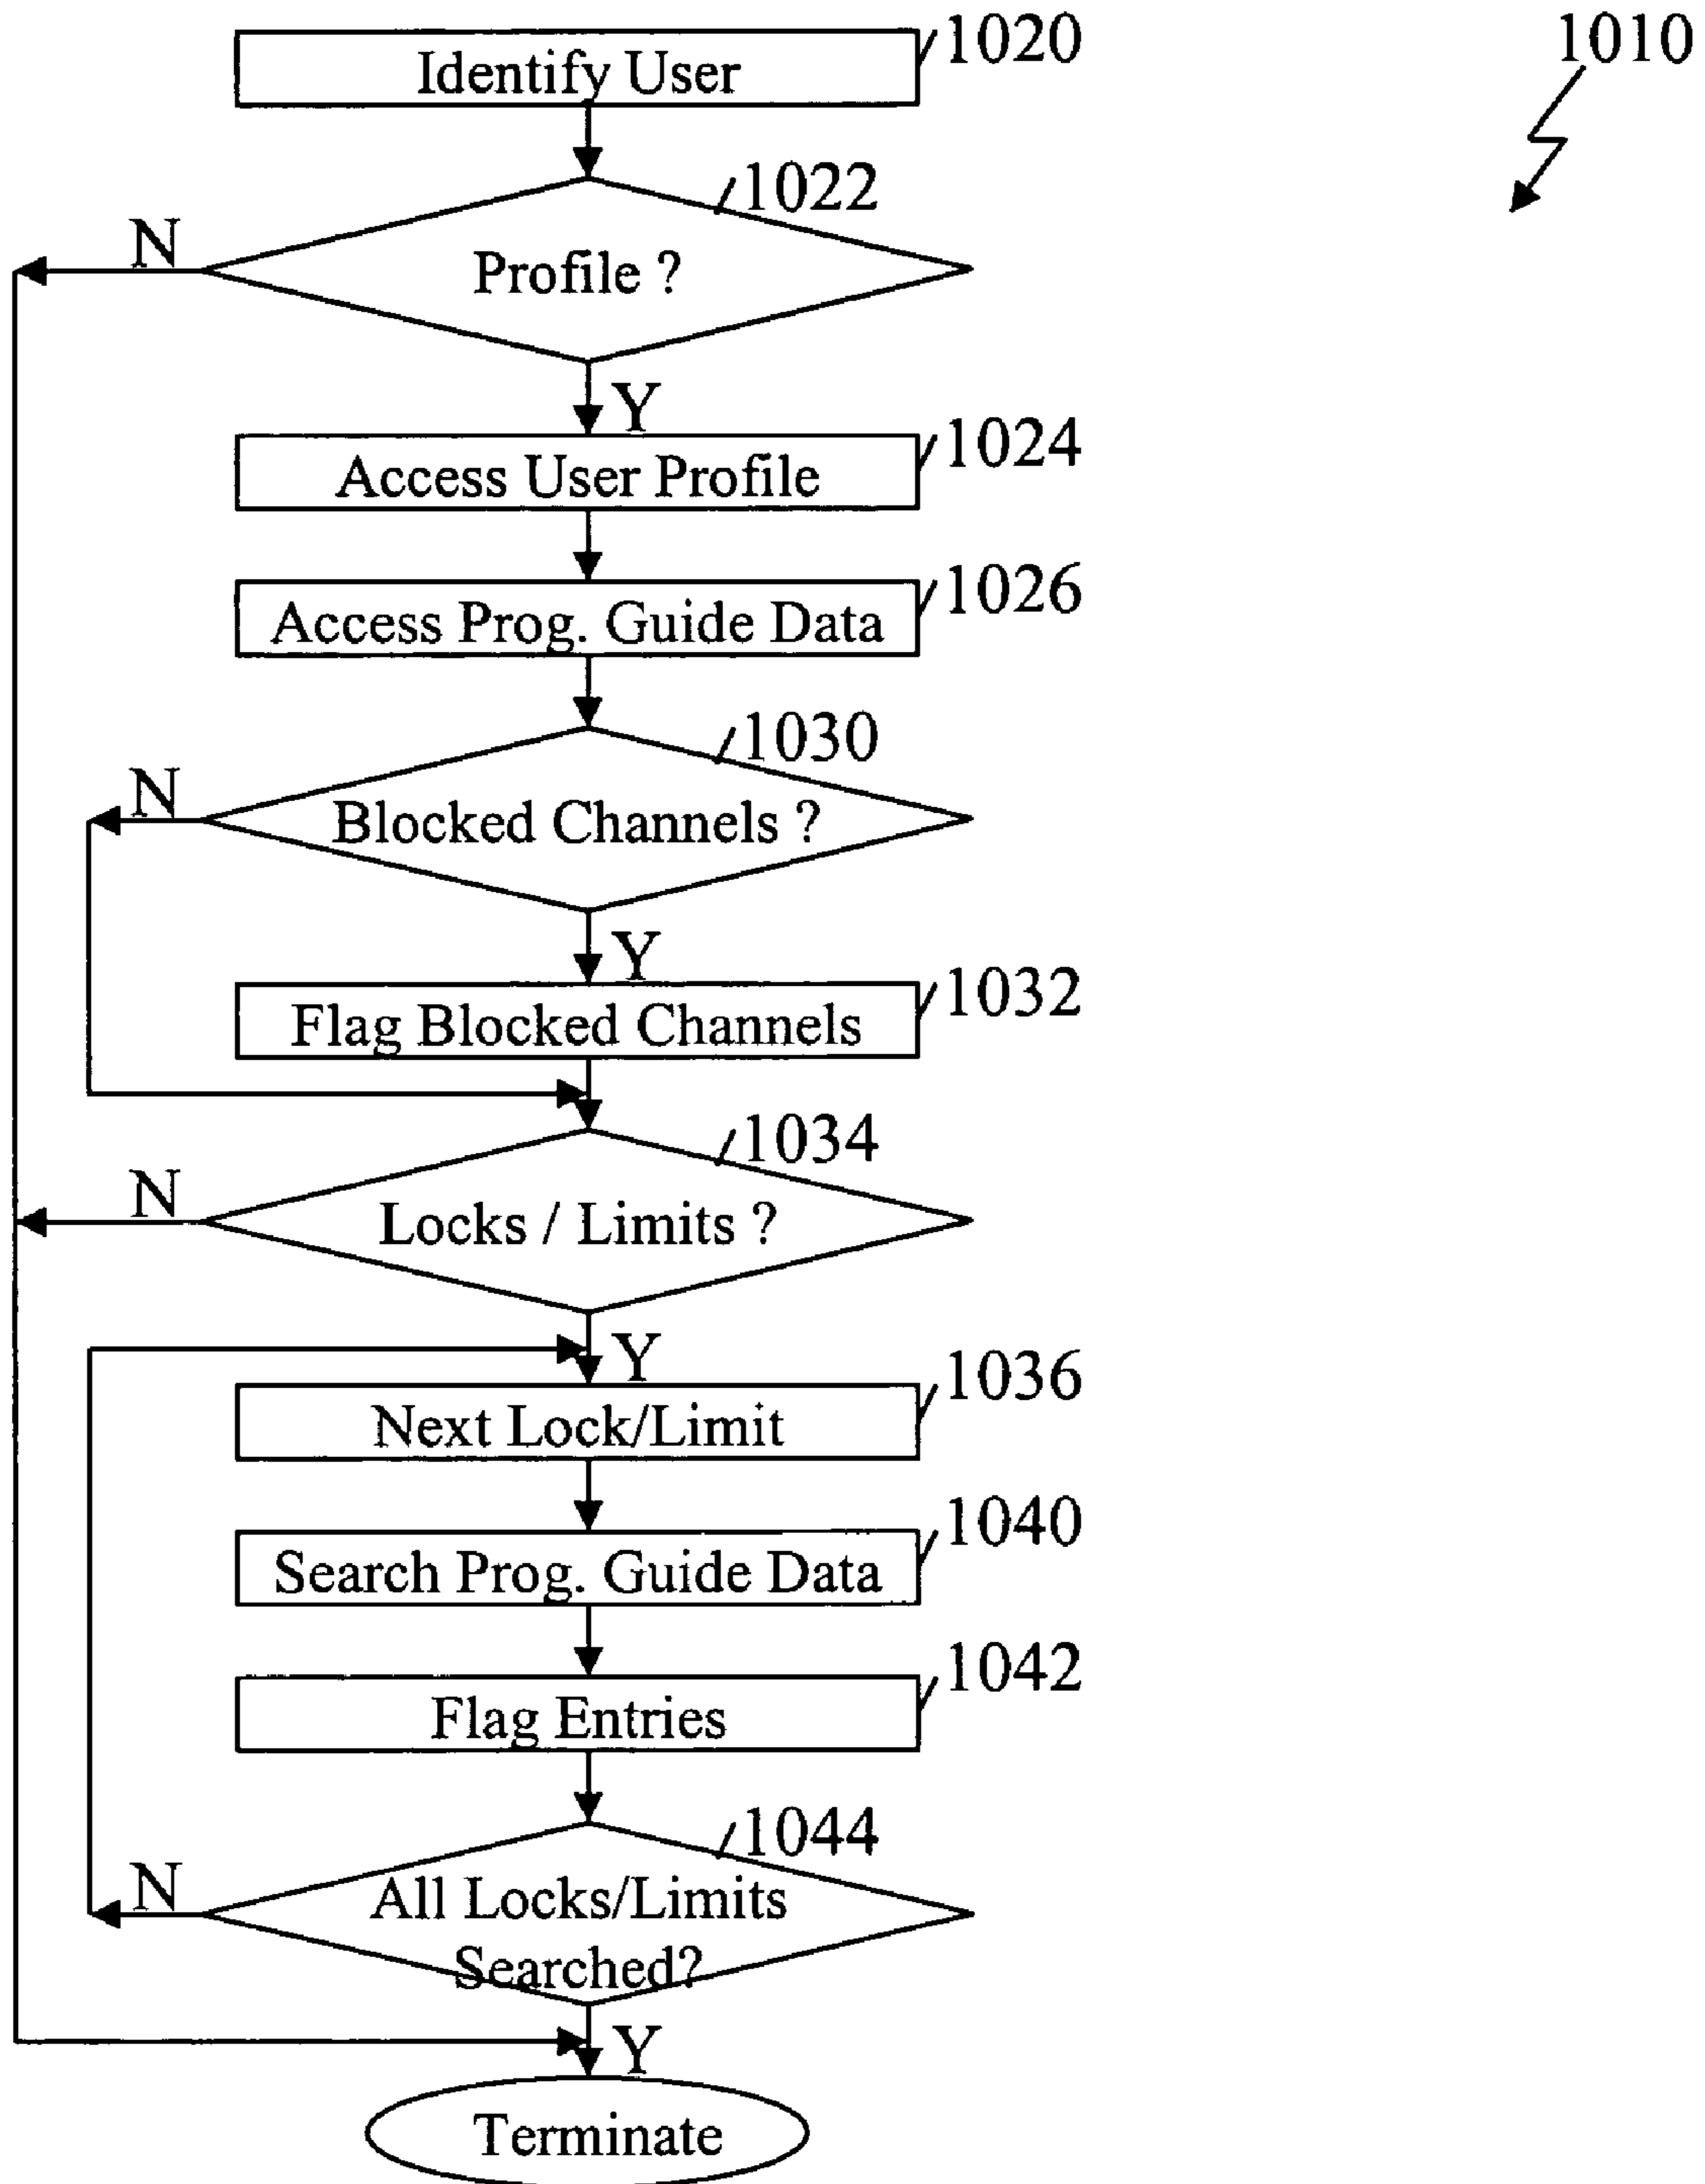 1020
1010
Identify User
1022
N
Profile ?
Y
1024
Access User Profile
1026
Access Prog. Guide Data
1030
N
Blocked Channels ?
Y
1032
Flag Blocked Channels
1034
N
Locks / Limits ?
Y
1036
Next Lock/Limit
1040
Search Prog. Guide Data
1042
Flag Entries
1044
N
All Locks/Limits
Searched?
Y
Terminate